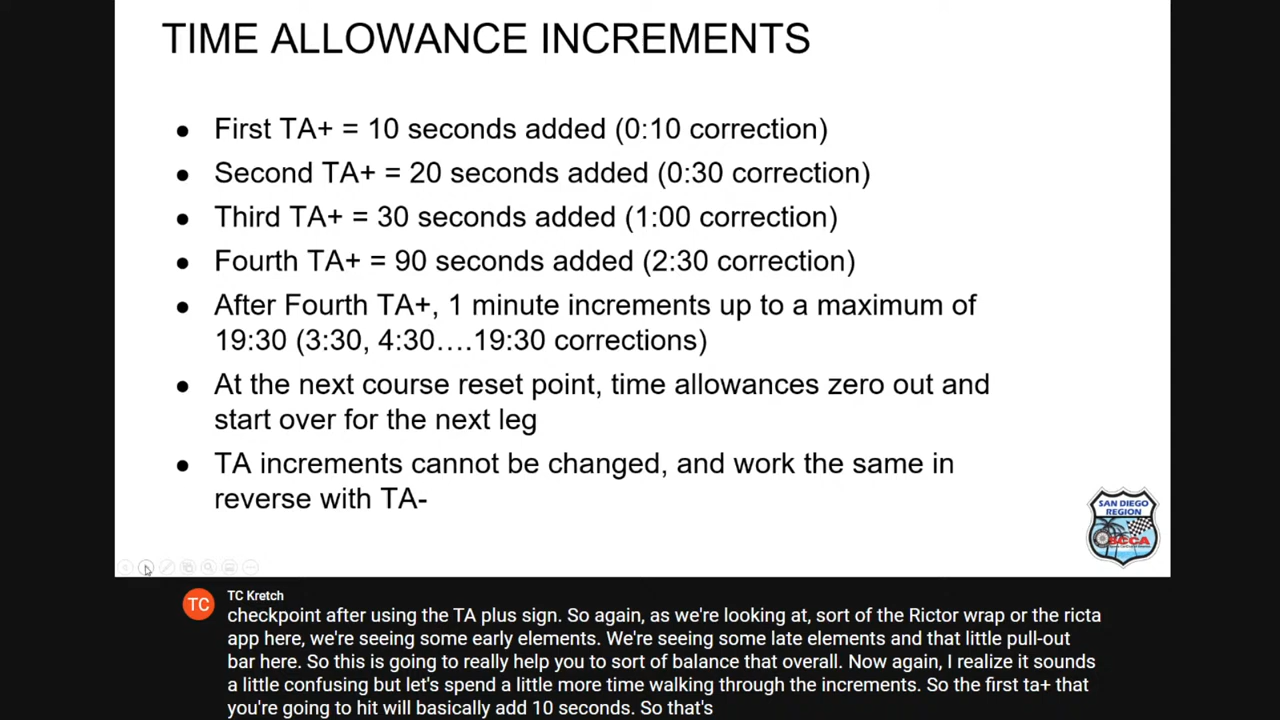 TIME ALLOWANCE INCREMENTS
● First TA+ = 10 seconds added (0:10 correction)
● Second TA+ = 20 seconds added (0:30 correction)
● Third TA+ = 30 seconds added (1:00 correction)
● Fourth TA+ = 90 seconds added (2:30 correction)
● After Fourth TA+, 1 minute increments up to a maximum of
19:30 (3:30, 4:30….19:30 corrections)
● At the next course reset point, time allowances zero out and
start over for the next leg
● TA increments cannot be changed, and work the same in
reverse with TA-
SAN DIEGO
REGION
SCCA
TC
TC Kretch
checkpoint after using the TA plus sign. So again, as we're looking at, sort of the Rictor wrap or the ricta
app here, we're seeing some early elements. We're seeing some late elements and that little pull-out
bar here. So this is going to really help you to sort of balance that overall. Now again, I realize it sounds
a little confusing but let's spend a little more time walking through the increments. So the first ta+ that
you're going to hit will basically add 10 seconds. So that's